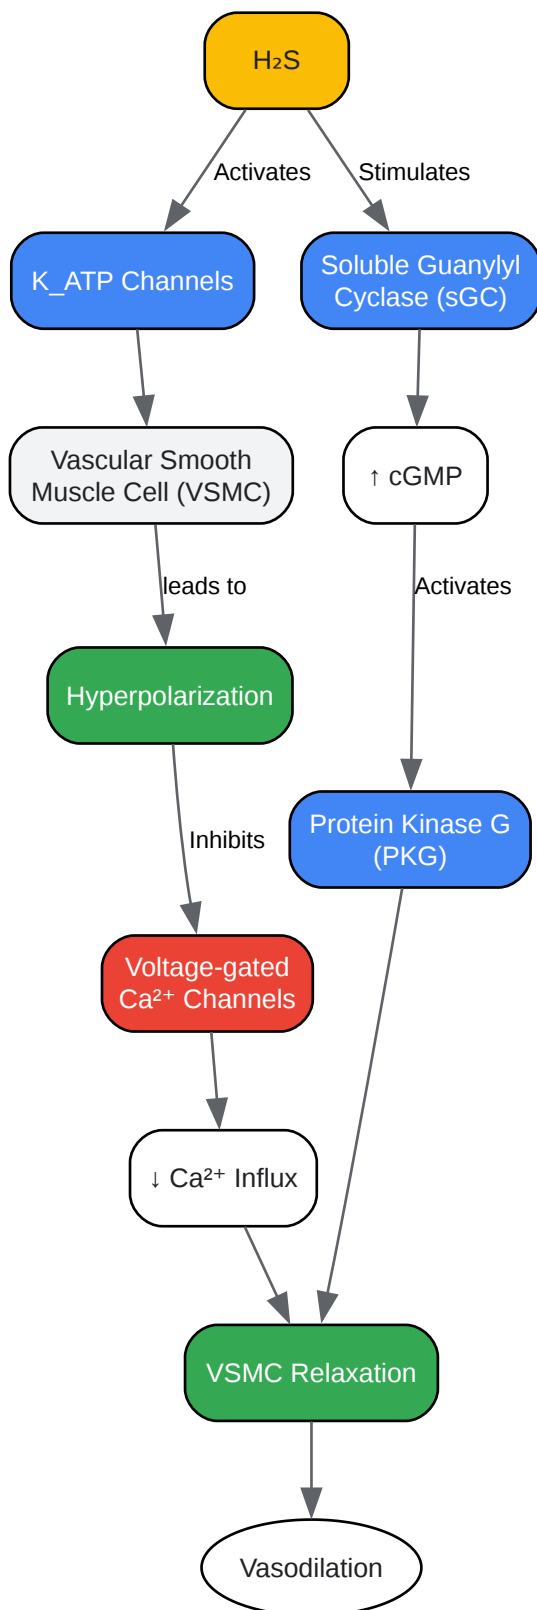 H₂S
Activates
Stimulates
K_ATP Channels
Soluble Guanylyl
Cyclase (sGC)
Vascular Smooth
Muscle Cell (VSMC)
↑ cGMP
leads to
Activates
Hyperpolarization
Protein Kinase G
(PKG)
Inhibits
Voltage-gated
Ca²⁺ Channels
↓ Ca²⁺ Influx
VSMC Relaxation
Vasodilation